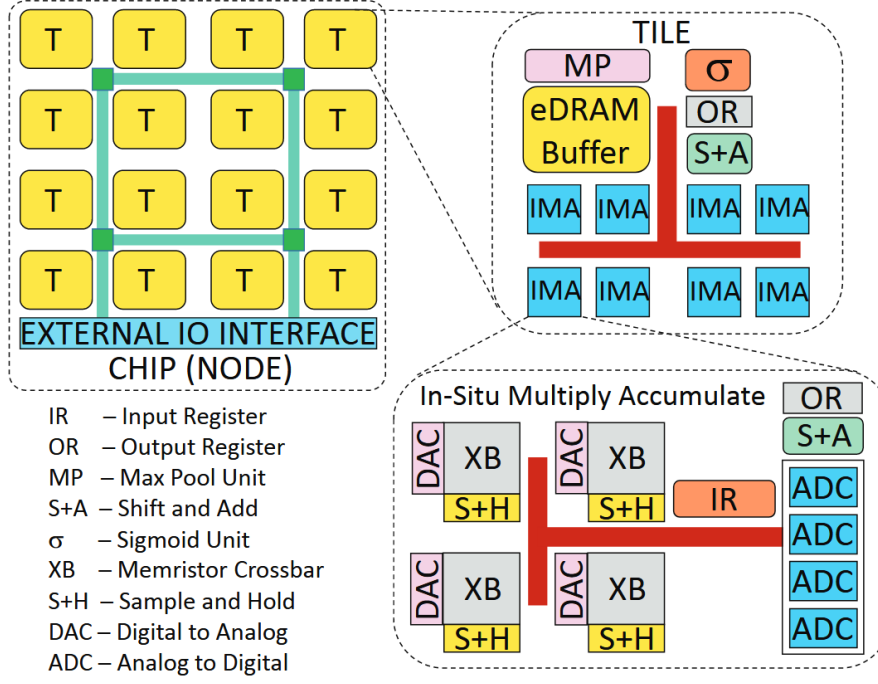 T T T T
T T T T
T T T T
T T T T
EXTERNAL IO INTERFACE
CHIP (NODE)
TILE
MP
σ
eDRAM
Buffer
OR
S+A
IMA IMA IMA IMA
IMA IMA IMA IMA
In-Situ Multiply Accumulate
OR
S+A
DAC XB DAC XB
S+H S+H
IR
ADC
ADC
ADC
ADC
DAC XB DAC XB
S+H S+H
IR – Input Register
OR – Output Register
MP – Max Pool Unit
S+A – Shift and Add
σ – Sigmoid Unit
XB – Memristor Crossbar
S+H – Sample and Hold
DAC – Digital to Analog
ADC – Analog to Digital